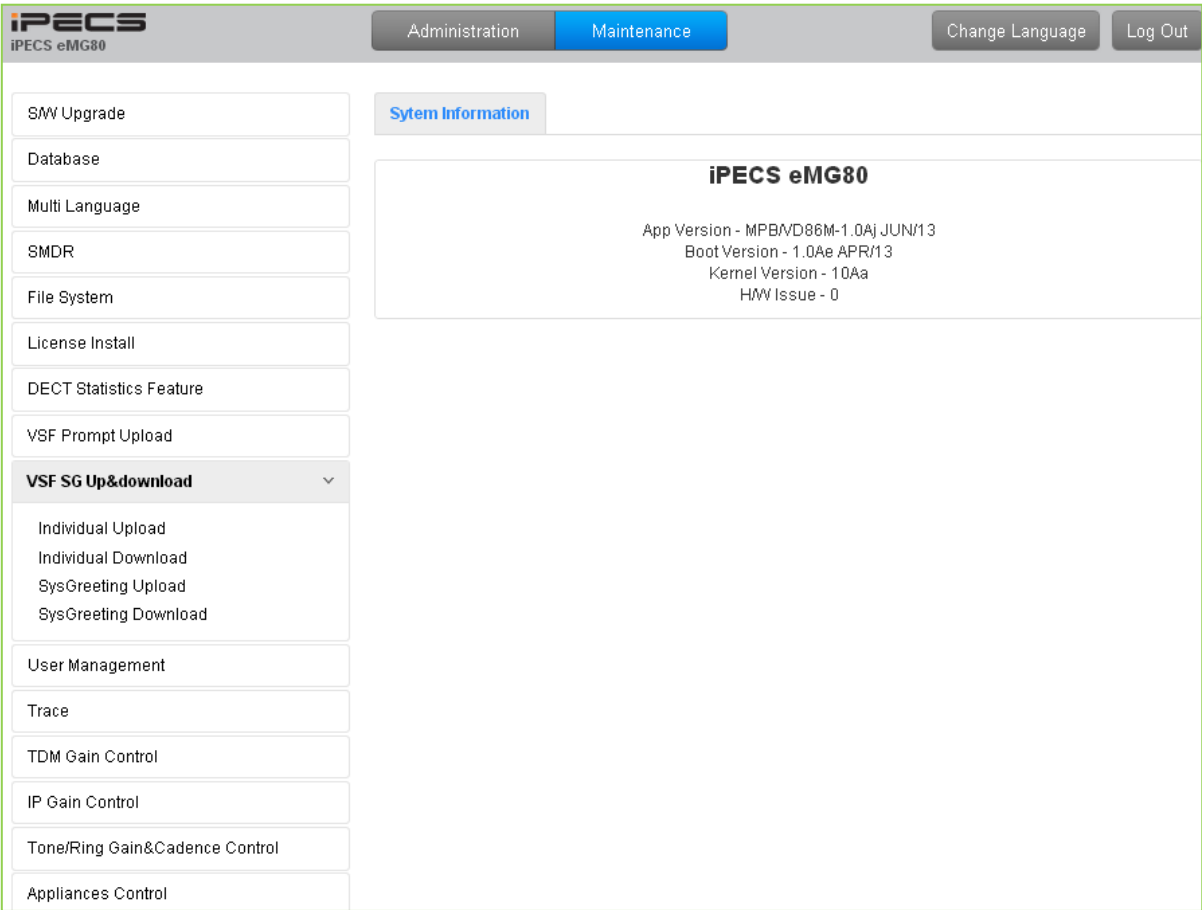 iPECS
iPECS eMG80
Administration
Maintenance
Change Language
Log Out
S/W Upgrade
Database
Multi Language
SMDR
File System
License Install
DECT Statistics Feature
VSF Prompt Upload
VSF SG Up&download
Individual Upload
Individual Download
SysGreeting Upload
SysGreeting Download
User Management
Trace
TDM Gain Control
IP Gain Control
Tone/Ring Gain&Cadence Control
Appliances Control
Sytem Information
iPECS eMG80
App Version - MPB/VD86M-1.0Aj JUN/13
Boot Version - 1.0Ae APR/13
Kernel Version - 10Aa
H/W Issue - 0